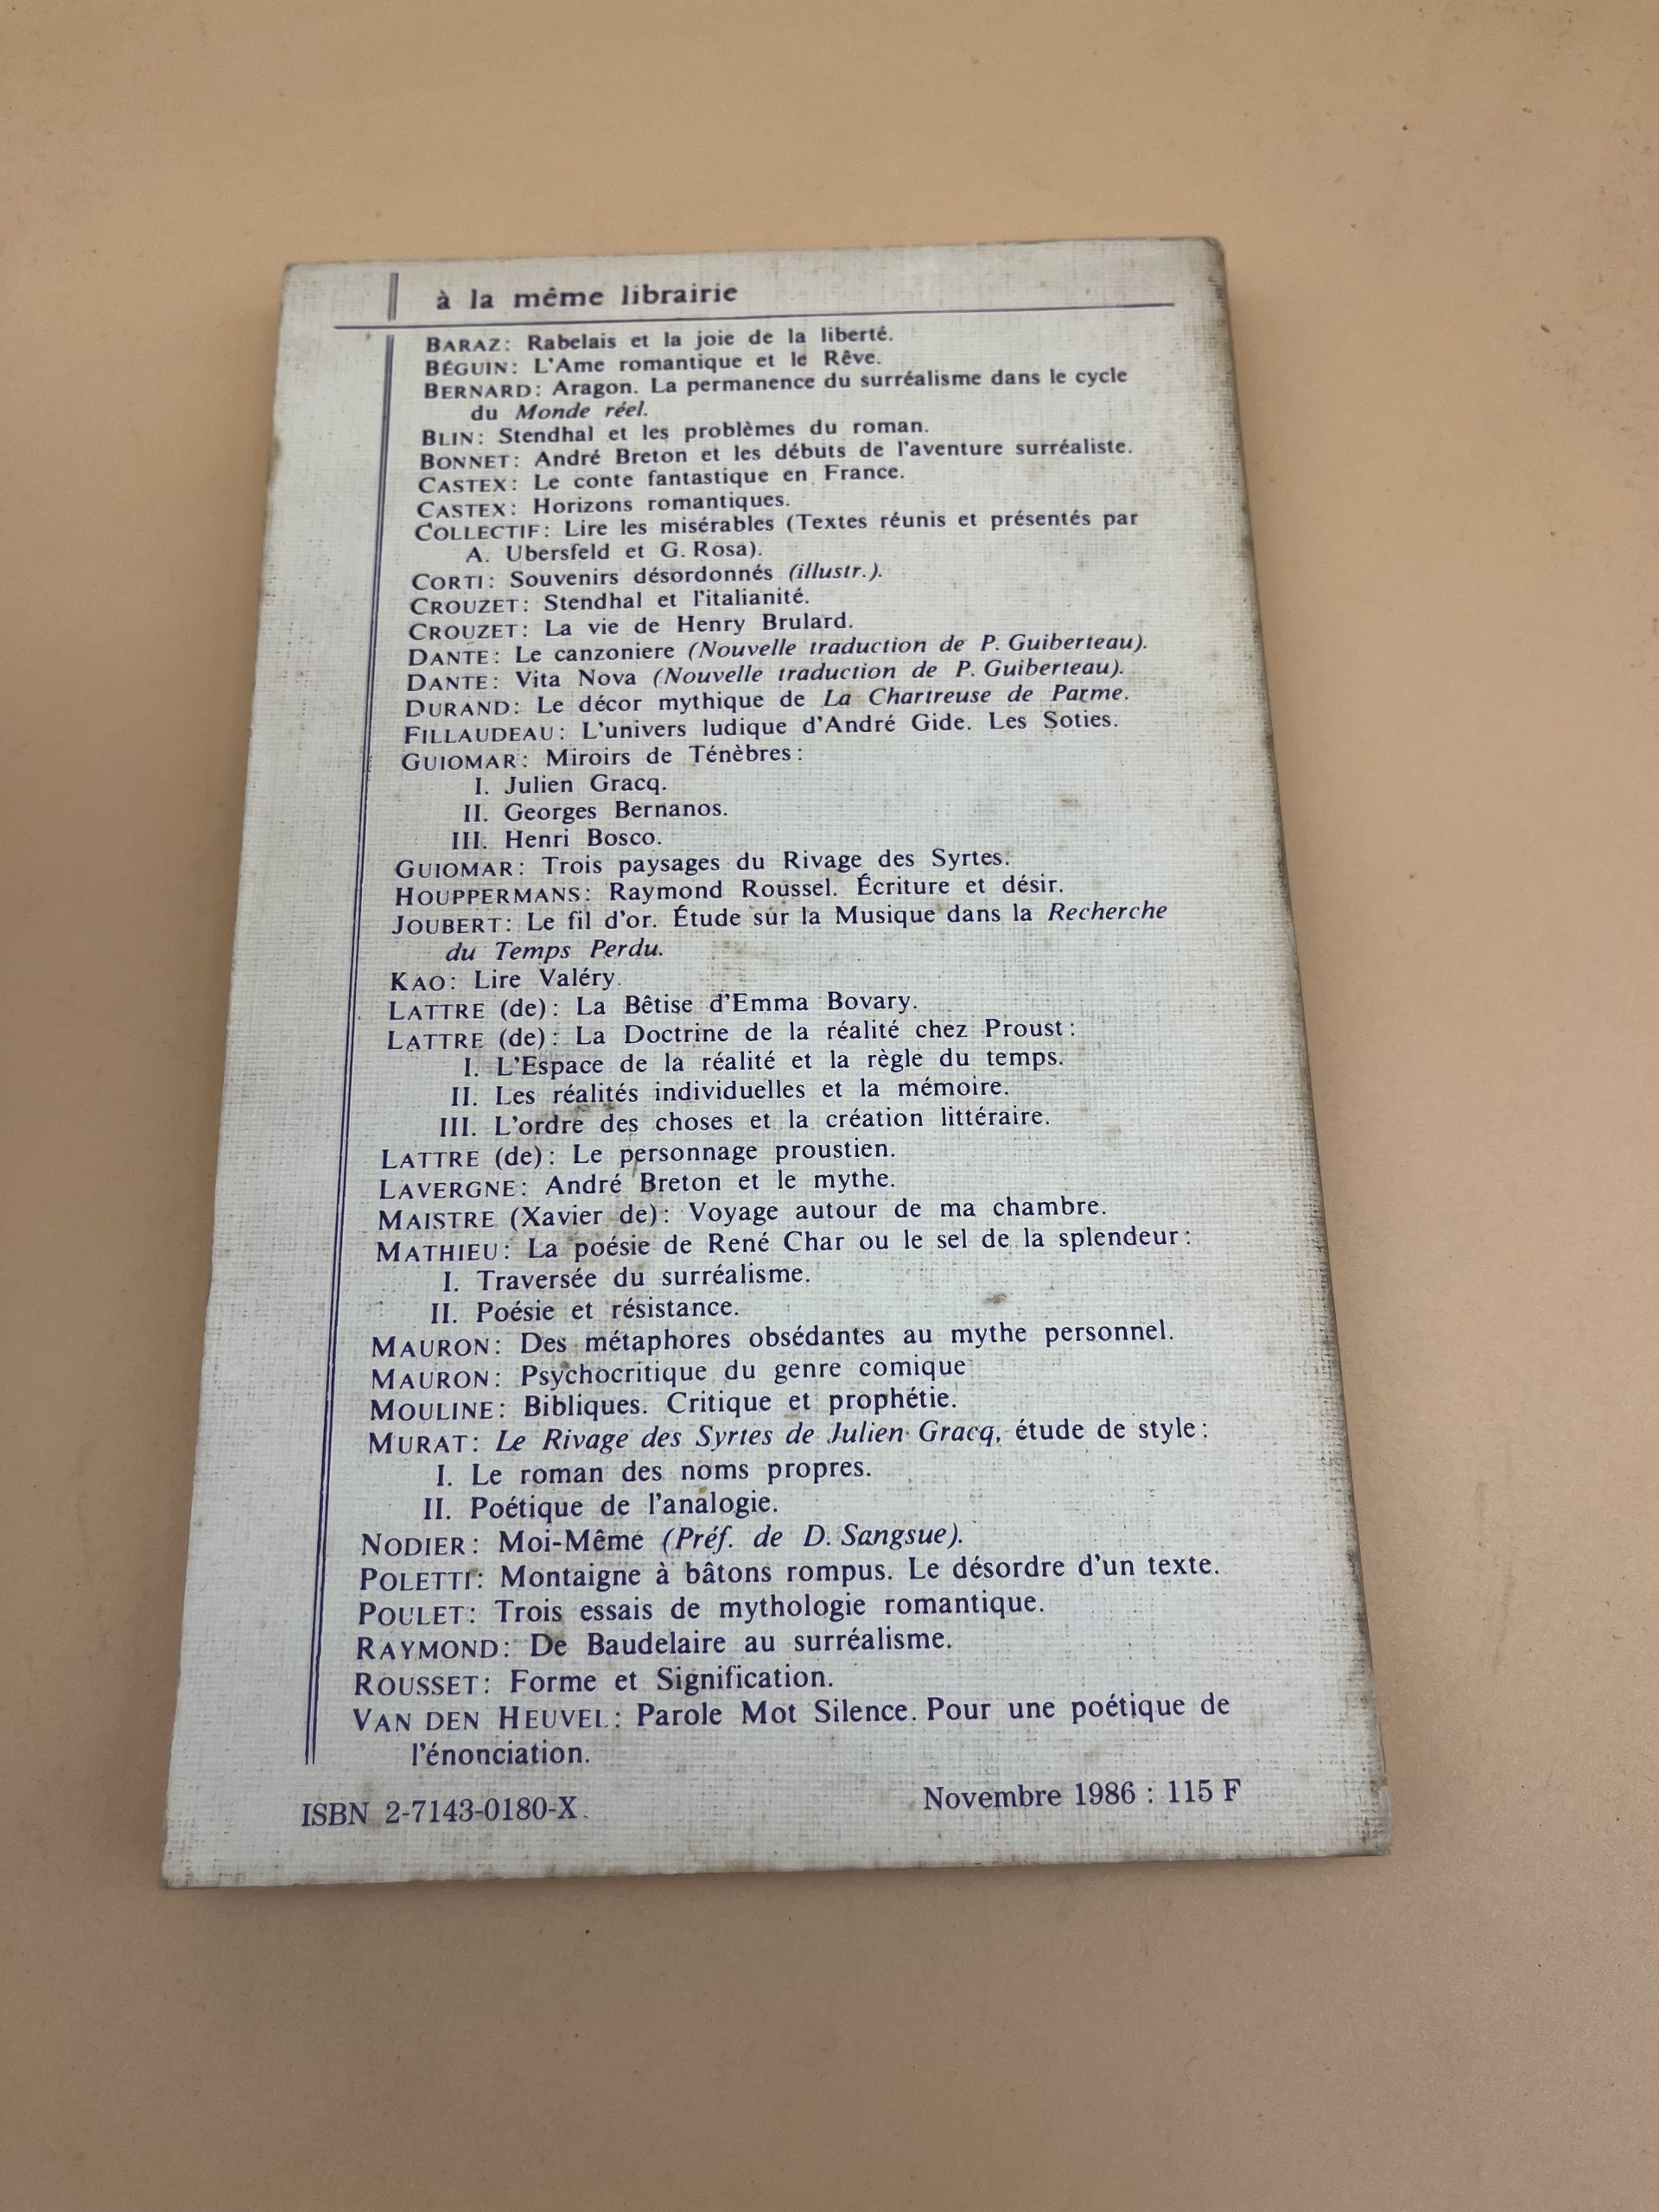 à la même librairie
BARAZ: Rabelais et la joie de la liberté.
BÉGUIN: L'Ame romantique et le Rêve.
BERNARD: Aragon. La permanence du surréalisme dans le cycle
du Monde réel.
BLIN: Stendhal et les problèmes du roman.
BONNET: André Breton et les débuts de l'aventure surréaliste.
CASTEX: Le conte fantastique en France.
CASTEX: Horizons romantiques.
COLLECTIF: Lire les misérables (Textes réunis et présentés par
A. Ubersfeld et G. Rosa).
CORTI: Souvenirs désordonnés (illustr.).
CROUZET: Stendhal et l'italianité.
CROUZET: La vie de Henry Brulard.
DANTE: Le canzoniere (Nouvelle traduction de P. Guiberteau).
DANTE: Vita Nova (Nouvelle traduction de P. Guiberteau).
DURAND: Le décor mythique de La Chartreuse de Parme.
FILLAUDEAU: L'univers ludique d'André Gide. Les Soties.
GUIOMAR: Miroirs de Ténèbres:
I. Julien Gracq.
II. Georges Bernanos.
III. Henri Bosco.
GUIOMAR: Trois paysages du Rivage des Syrtes.
HOUPPERMANS: Raymond Roussel. Écriture et désir.
JOUBERT: Le fil d'or. Étude sur la Musique dans la Recherche
du Temps Perdu.
KAO: Lire Valéry.
LATTRE (de): La Bêtise d'Emma Bovary.
LATTRE (de): La Doctrine de la réalité chez Proust:
I. L'Espace de la réalité et la règle du temps.
II. Les réalités individuelles et la mémoire.
III. L'ordre des choses et la création littéraire.
LATTRE (de): Le personnage proustien.
LAVERGNE: André Breton et le mythe.
MAISTRE (Xavier de): Voyage autour de ma chambre.
MATHIEU: La poésie de René Char ou le sel de la splendeur:
I. Traversée du surréalisme.
II. Poésie et résistance.
MAURON: Des métaphores obsédantes au mythe personnel.
MAURON: Psychocritique du genre comique
MOULINE: Bibliques. Critique et prophétie.
MURAT: Le Rivage des Syrtes de Julien Gracq, étude de style:
I. Le roman des noms propres.
II. Poétique de l'analogie.
NODIER: Moi-Même (Préf. de D. Sangsue).
POLETTI: Montaigne à bâtons rompus. Le désordre d'un texte.
POULET: Trois essais de mythologie romantique.
RAYMOND: De Baudelaire au surréalisme.
ROUSSET: Forme et Signification.
VAN DEN HEUVEL: Parole Mot Silence. Pour une poétique de
l'énonciation.
ISBN 2-7143-0180-X.
Novembre 1986 : 115 F